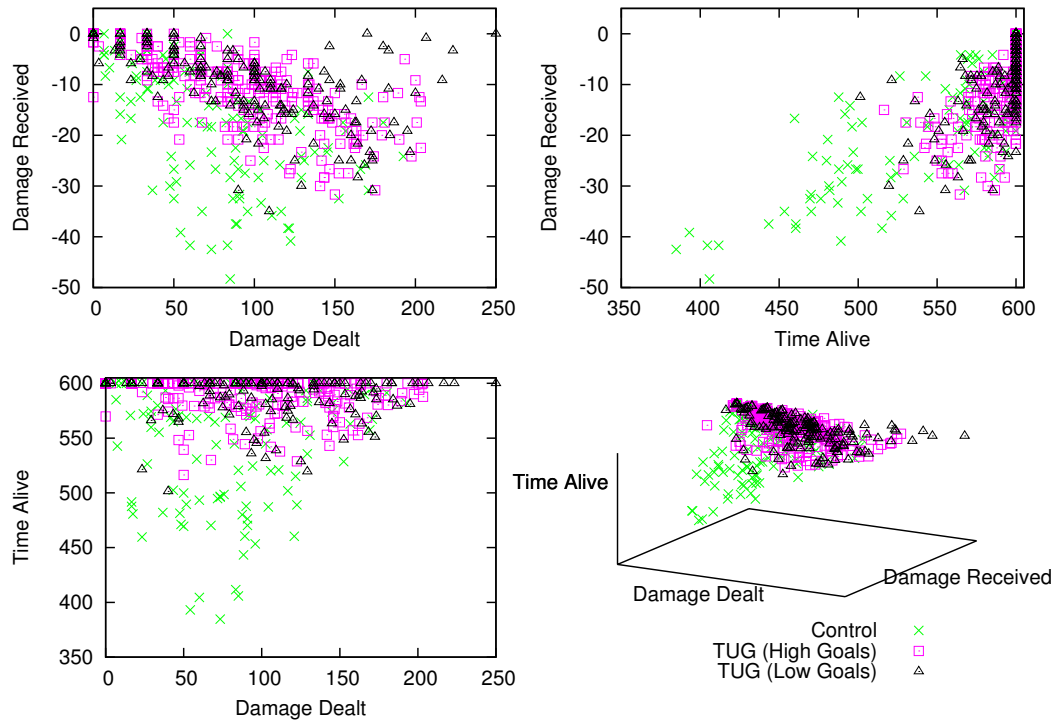 0
-10
-20
-30
-40
-50
Damage Received
0 50 100 150 200 250
Damage Dealt
0
-10
-20
-30
-40
-50
Damage Received
350 400 450 500 550 600
Time Alive
600
550
500
450
400
350
Time Alive
0 50 100 150 200 250
Damage Dealt
Time Alive
Damage Dealt
Damage Received
Control
TUG (High Goals)
TUG (Low Goals)